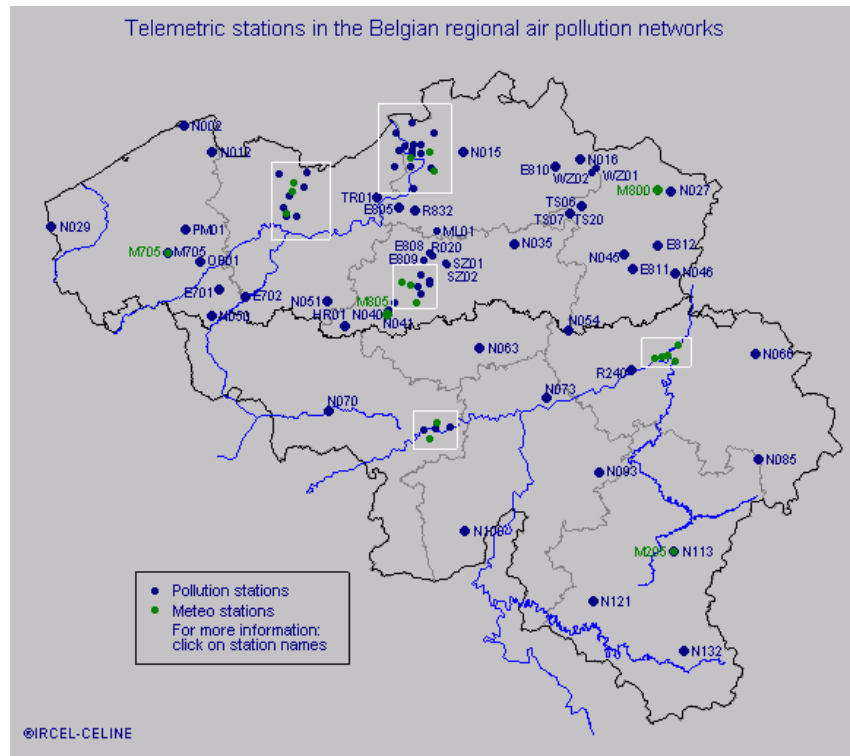 Telemetric stations in the Belgian regional air pollution networks
N002
N012
N015
E810
N016
WZ01
WZ02
M800
N027
TR01
E895
R832
TS06
TS07
TS20
N029
PM01
M705
M705
OB01
ML01
E808
R020
E809
SZ01
SZ02
N035
E812
N045
E811
N046
E701
E702
N050
N051
M805
N040
HR01
N041
N054
N063
R240
N066
N073
N070
N085
N093
N100
M205
N113
N121
N132
Pollution stations
Meteo stations
For more information:
click on station names
©IRCEL-CELINE